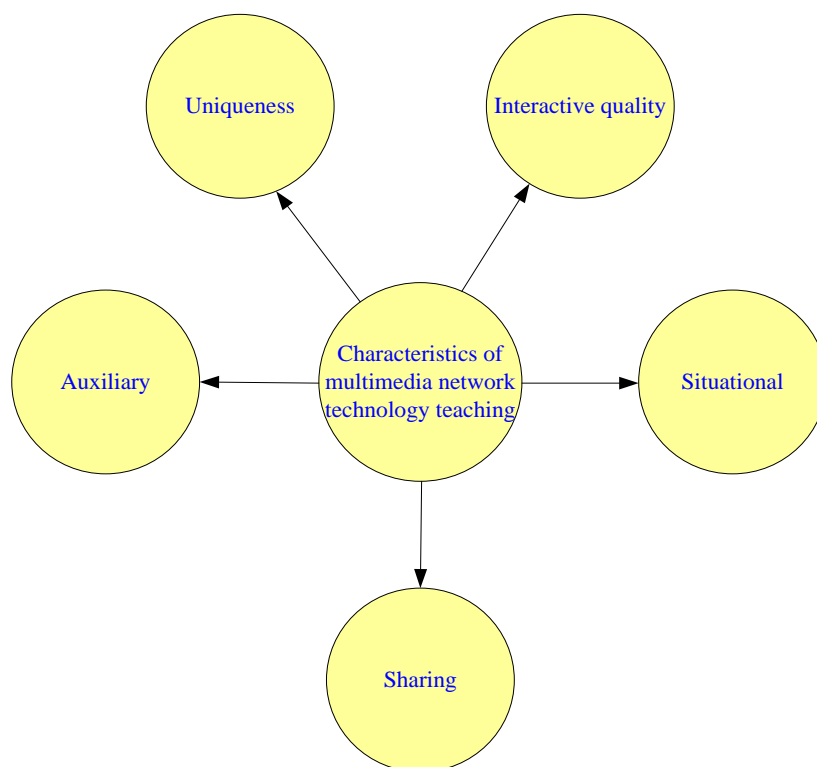 Uniqueness
Interactive quality
Characteristics of
multimedia network
technology teaching
Auxiliary
Situational
Sharing